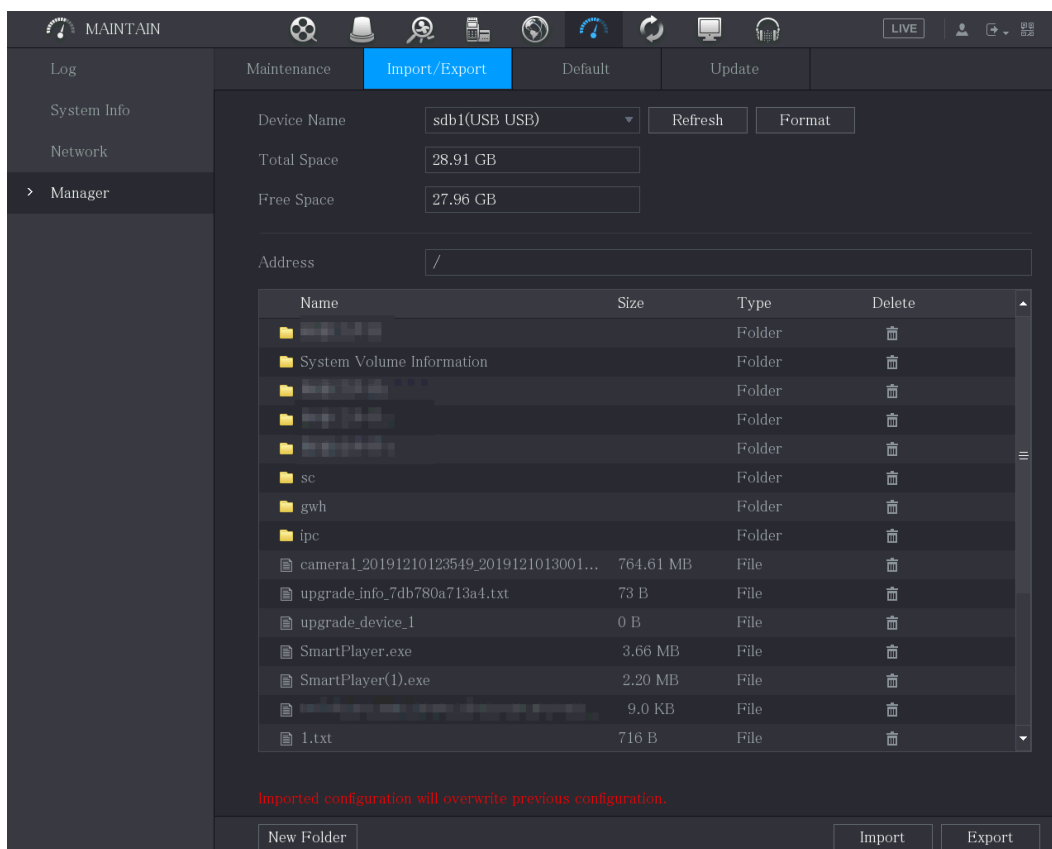 MAINTAIN
LIVE
Log
System Info
Network
Manager
Maintenance Import/Export Default Update
Device Name sdb1(USB USB) Refresh Format
Total Space 28.91 GB
Free Space 27.96 GB
Address /
Name Size Type Delete
Folder
System Volume Information Folder
Folder
Folder
Folder
sc Folder
gwh Folder
ipc Folder
camera1_20191210123549_2019121013001... 764.61 MB File
upgrade_info_7db780a713a4.txt 73 B File
upgrade_device_1 0 B File
SmartPlayer.exe 3.66 MB File
SmartPlayer(1).exe 2.20 MB File
9.0 KB File
1.txt 716 B File
Imported configuration will overwrite previous configuration.
New Folder Import Export